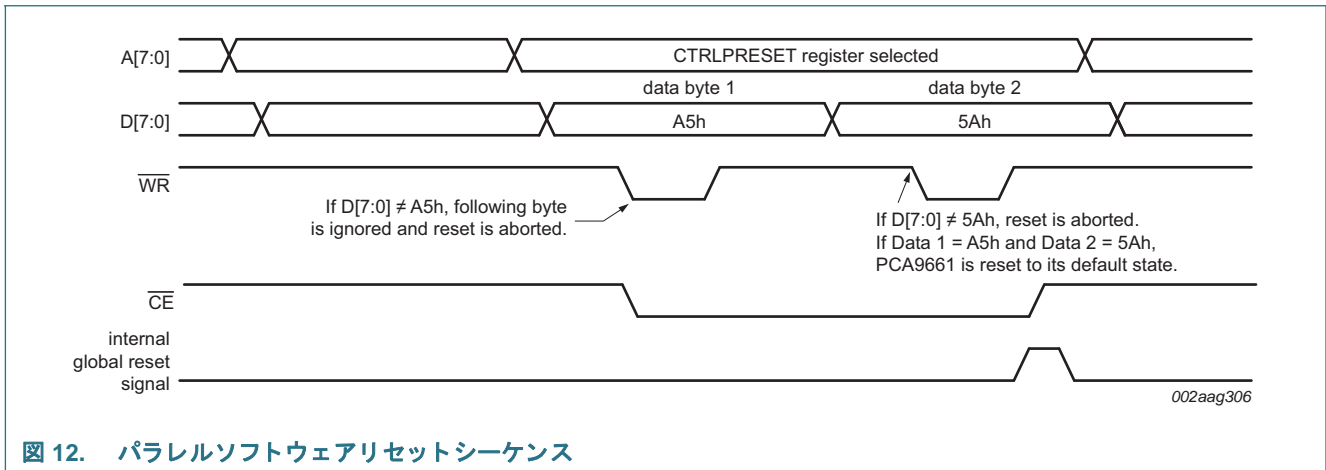 A[7:0]
CTRLPRESET register selected
data byte 1
data byte 2
D[7:0]
A5h
5Ah
WR
If D[7:0] ≠ A5h, following byte
is ignored and reset is aborted.
If D[7:0] ≠ 5Ah, reset is aborted.
If Data 1 = A5h and Data 2 = 5Ah,
PCA9661 is reset to its default state.
CE
internal
global reset
signal
002aag306
図 12. パラレルソフトウェアリセットシーケンス